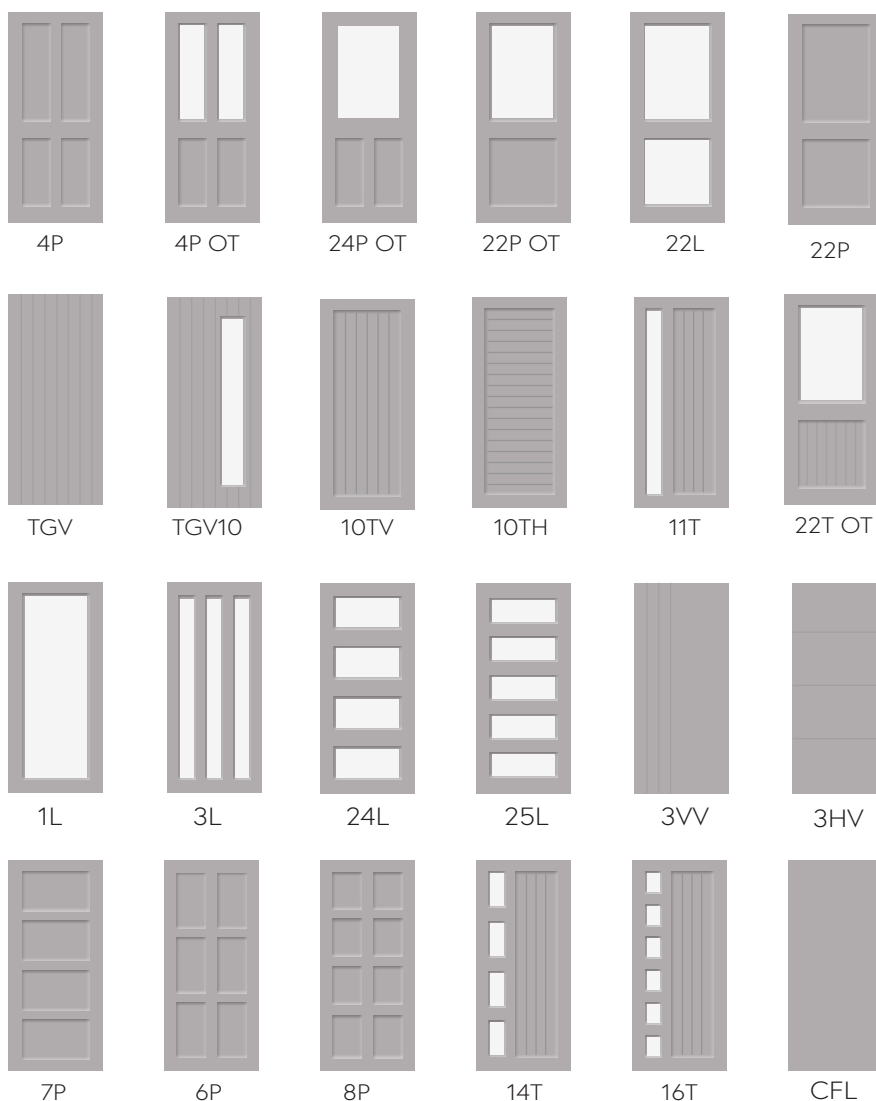 4P
4P OT
24P OT
22P OT
22L
22P
TGV
TGV10
10TV
10TH
11T
22T OT
1L
3L
24L
25L
3VV
3HV
7P
6P
8P
14T
16T
CFL